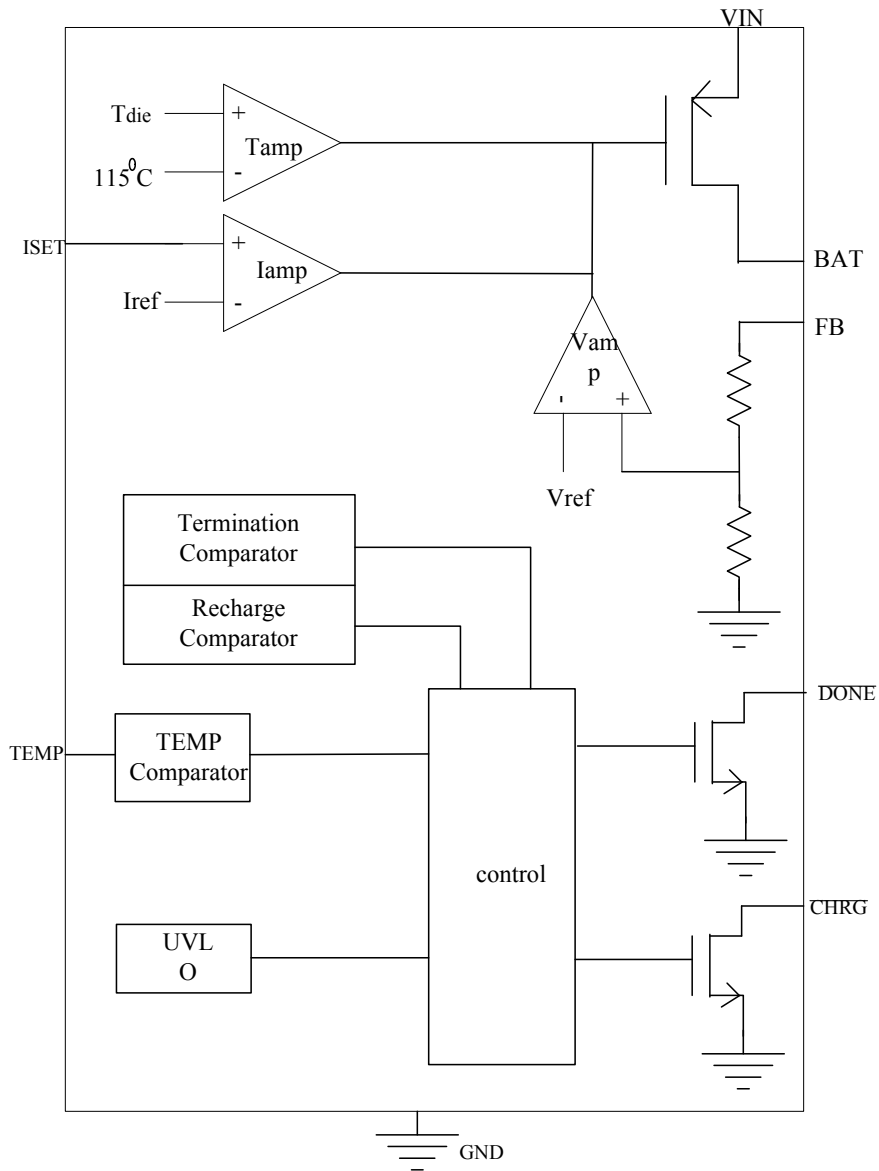 VIN
Tdie
+
Tamp
115⁰C
-
ISET
+
Iamp
BAT
Iref
-
FB
Vam
p
- +
Vref
Termination
Comparator
Recharge
Comparator
DONE
TEMP
TEMP
Comparator
control
CHRG
UVL
O
GND